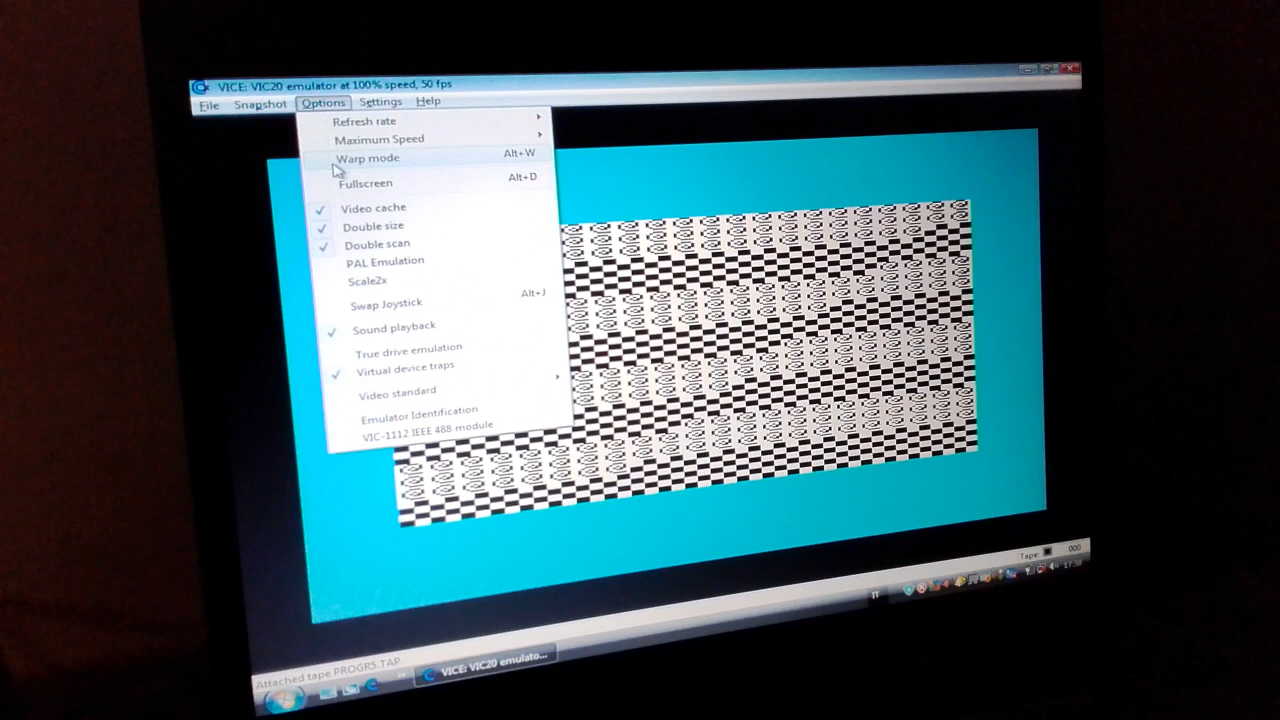 VICE: VIC20 emulator at 100% speed, 50 fps
File Snapshot Options Settings Help
Refresh rate
Maximum Speed
Warp mode Alt+W
Fullscreen Alt+D
Video cache
Double size
Double scan
PAL Emulation
Scale2x
Swap Joystick Alt+J
Sound playback
True drive emulation
Virtual device traps
Video standard
Emulator Identification
VIC-1112 IEEE 488 module
Tape: 000
Attached tape PROGR5.TAP
VICE: VIC20 emulato...
IT
17:38